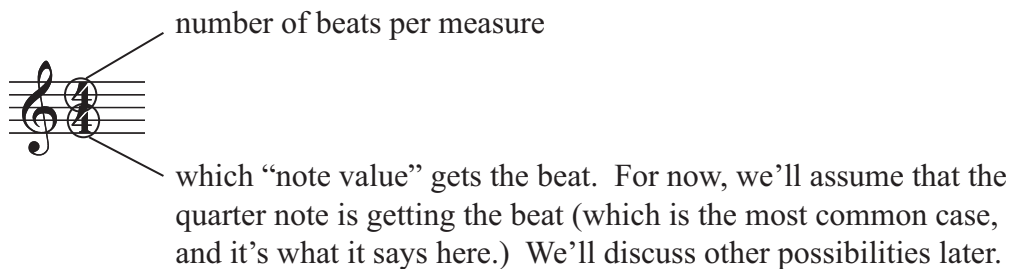 number of beats per measure
4
4
which “note value” gets the beat.  For now, we’ll assume that the
quarter note is getting the beat (which is the most common case,
and it’s what it says here.)  We’ll discuss other possibilities later.